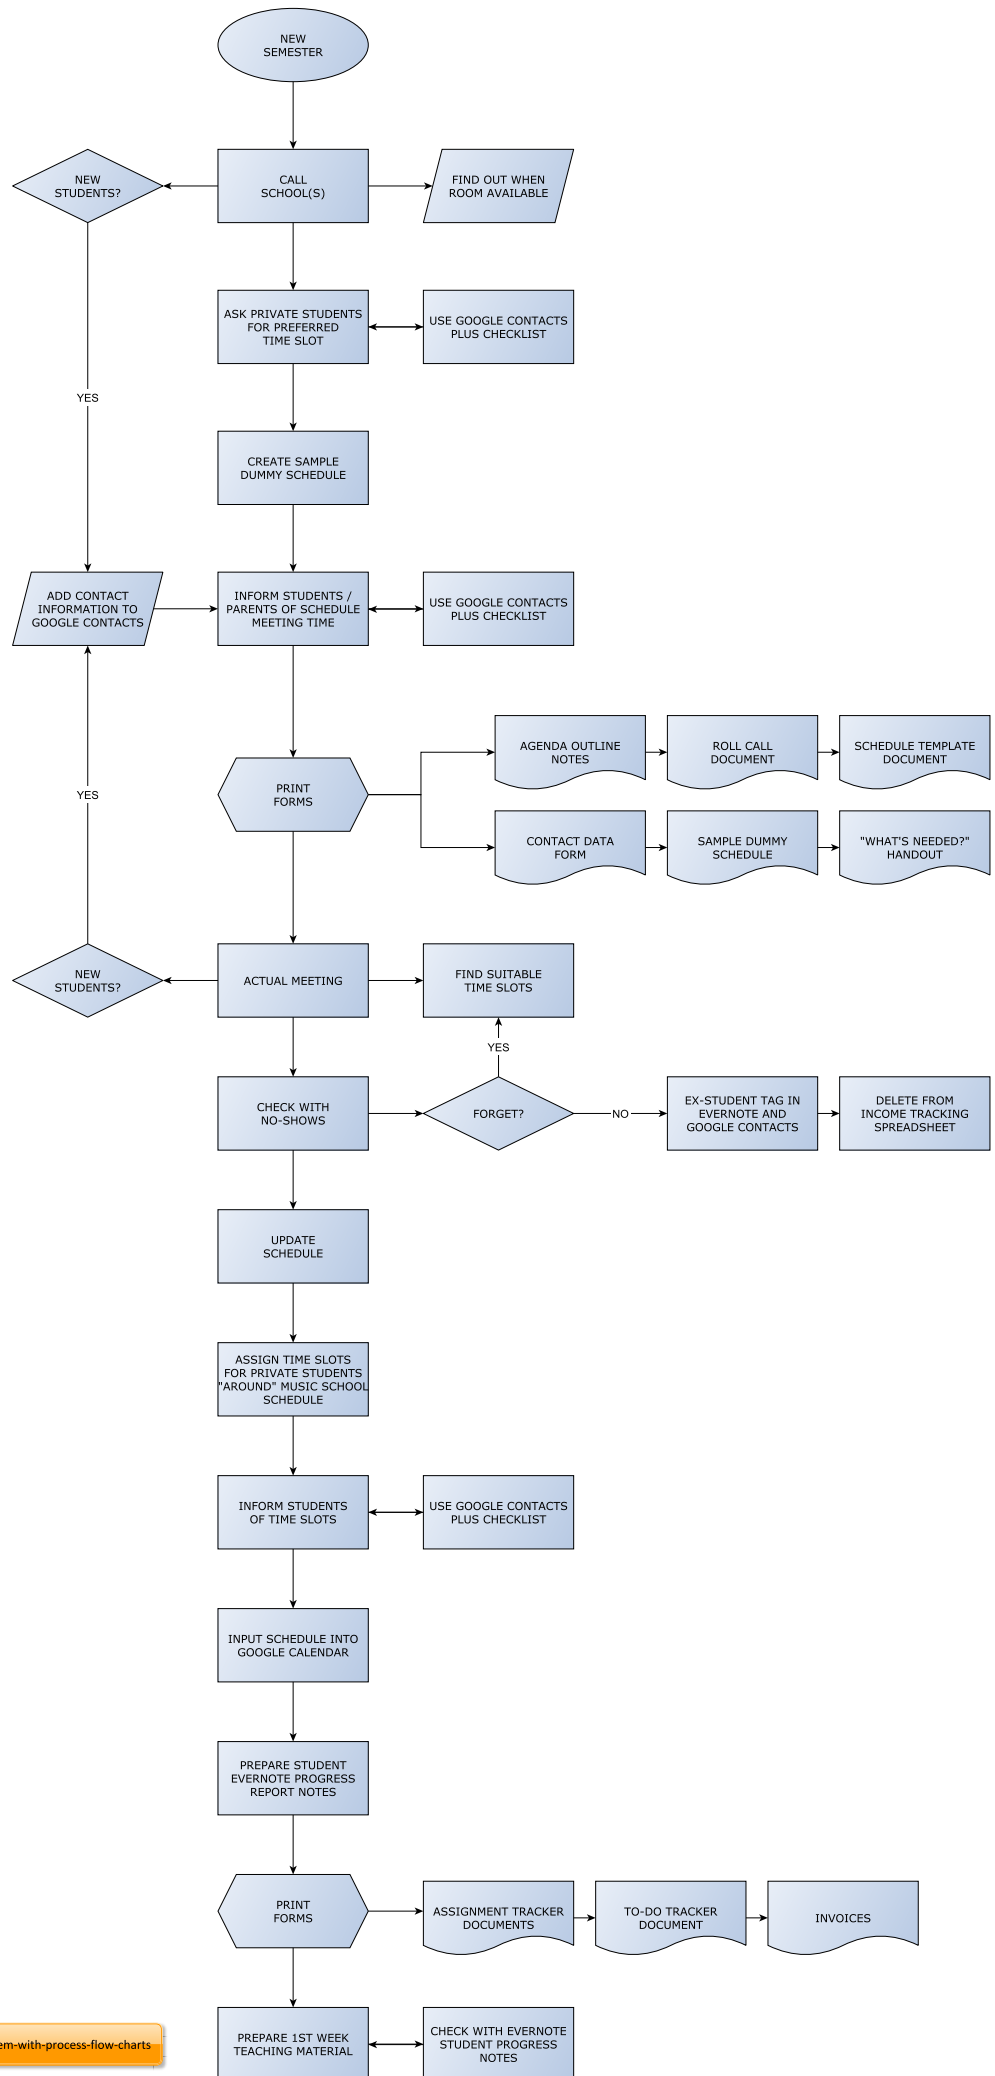 NEW
SEMESTER
NEW
STUDENTS?
CALL
SCHOOL(S)
FIND OUT WHEN
ROOM AVAILABLE
ASK PRIVATE STUDENTS
FOR PREFERRED
TIME SLOT
USE GOOGLE CONTACTS
PLUS CHECKLIST
YES
CREATE SAMPLE
DUMMY SCHEDULE
ADD CONTACT
INFORMATION TO
GOOGLE CONTACTS
INFORM STUDENTS /
PARENTS OF SCHEDULE
MEETING TIME
USE GOOGLE CONTACTS
PLUS CHECKLIST
AGENDA OUTLINE
NOTES
ROLL CALL
DOCUMENT
SCHEDULE TEMPLATE
DOCUMENT
YES
PRINT
FORMS
CONTACT DATA
FORM
SAMPLE DUMMY
SCHEDULE
"WHAT'S NEEDED?"
HANDOUT
NEW
STUDENTS?
ACTUAL MEETING
FIND SUITABLE
TIME SLOTS
YES
CHECK WITH
NO-SHOWS
FORGET?
NO
EX-STUDENT TAG IN
EVERNOTE AND
GOOGLE CONTACTS
DELETE FROM
INCOME TRACKING
SPREADSHEET
UPDATE
SCHEDULE
ASSIGN TIME SLOTS
FOR PRIVATE STUDENTS
"AROUND" MUSIC SCHOOL
SCHEDULE
INFORM STUDENTS
OF TIME SLOTS
USE GOOGLE CONTACTS
PLUS CHECKLIST
INPUT SCHEDULE INTO
GOOGLE CALENDAR
PREPARE STUDENT
EVERNOTE PROGRESS
REPORT NOTES
PRINT
FORMS
ASSIGNMENT TRACKER
DOCUMENTS
TO-DO TRACKER
DOCUMENT
INVOICES
em-with-process-flow-charts
PREPARE 1ST WEEK
TEACHING MATERIAL
CHECK WITH EVERNOTE
STUDENT PROGRESS
NOTES